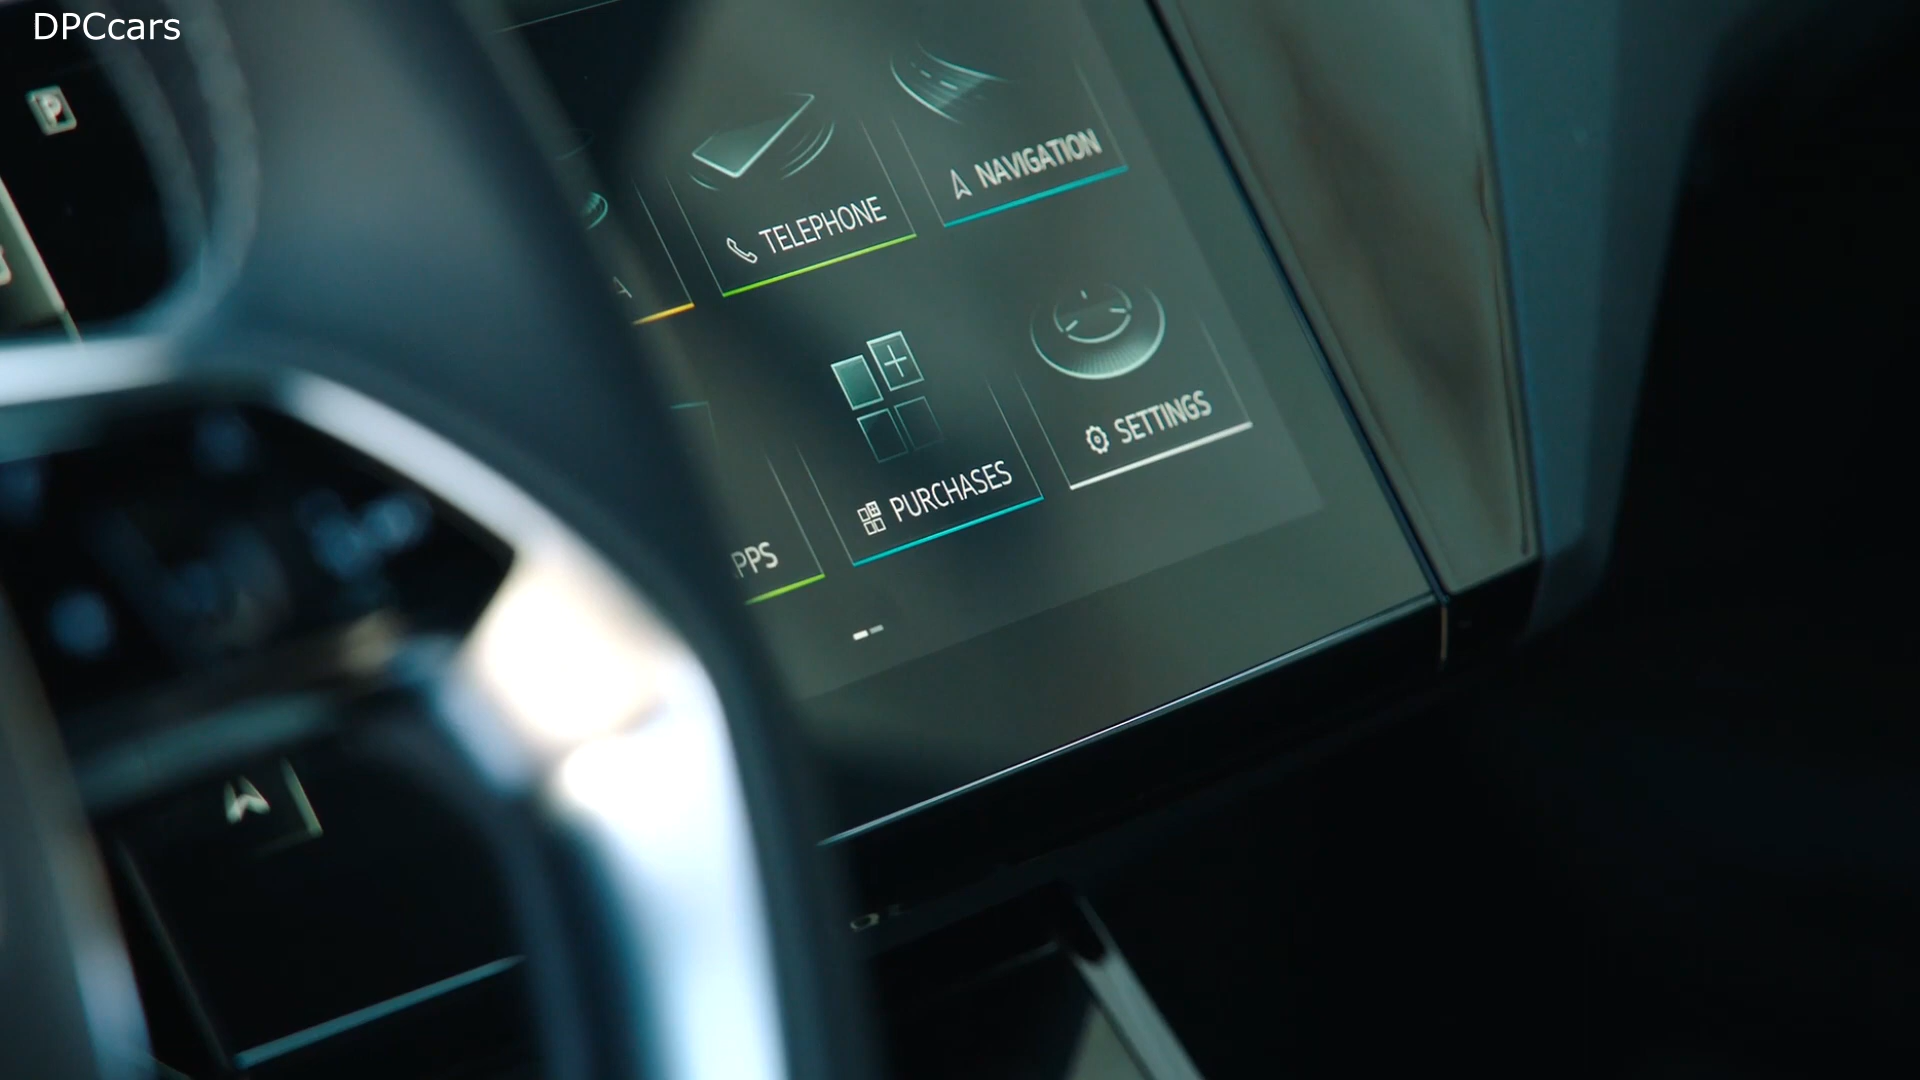 DPCcars
P
TELEPHONE
NAVIGATION
A
PPS
PURCHASES
SETTINGS